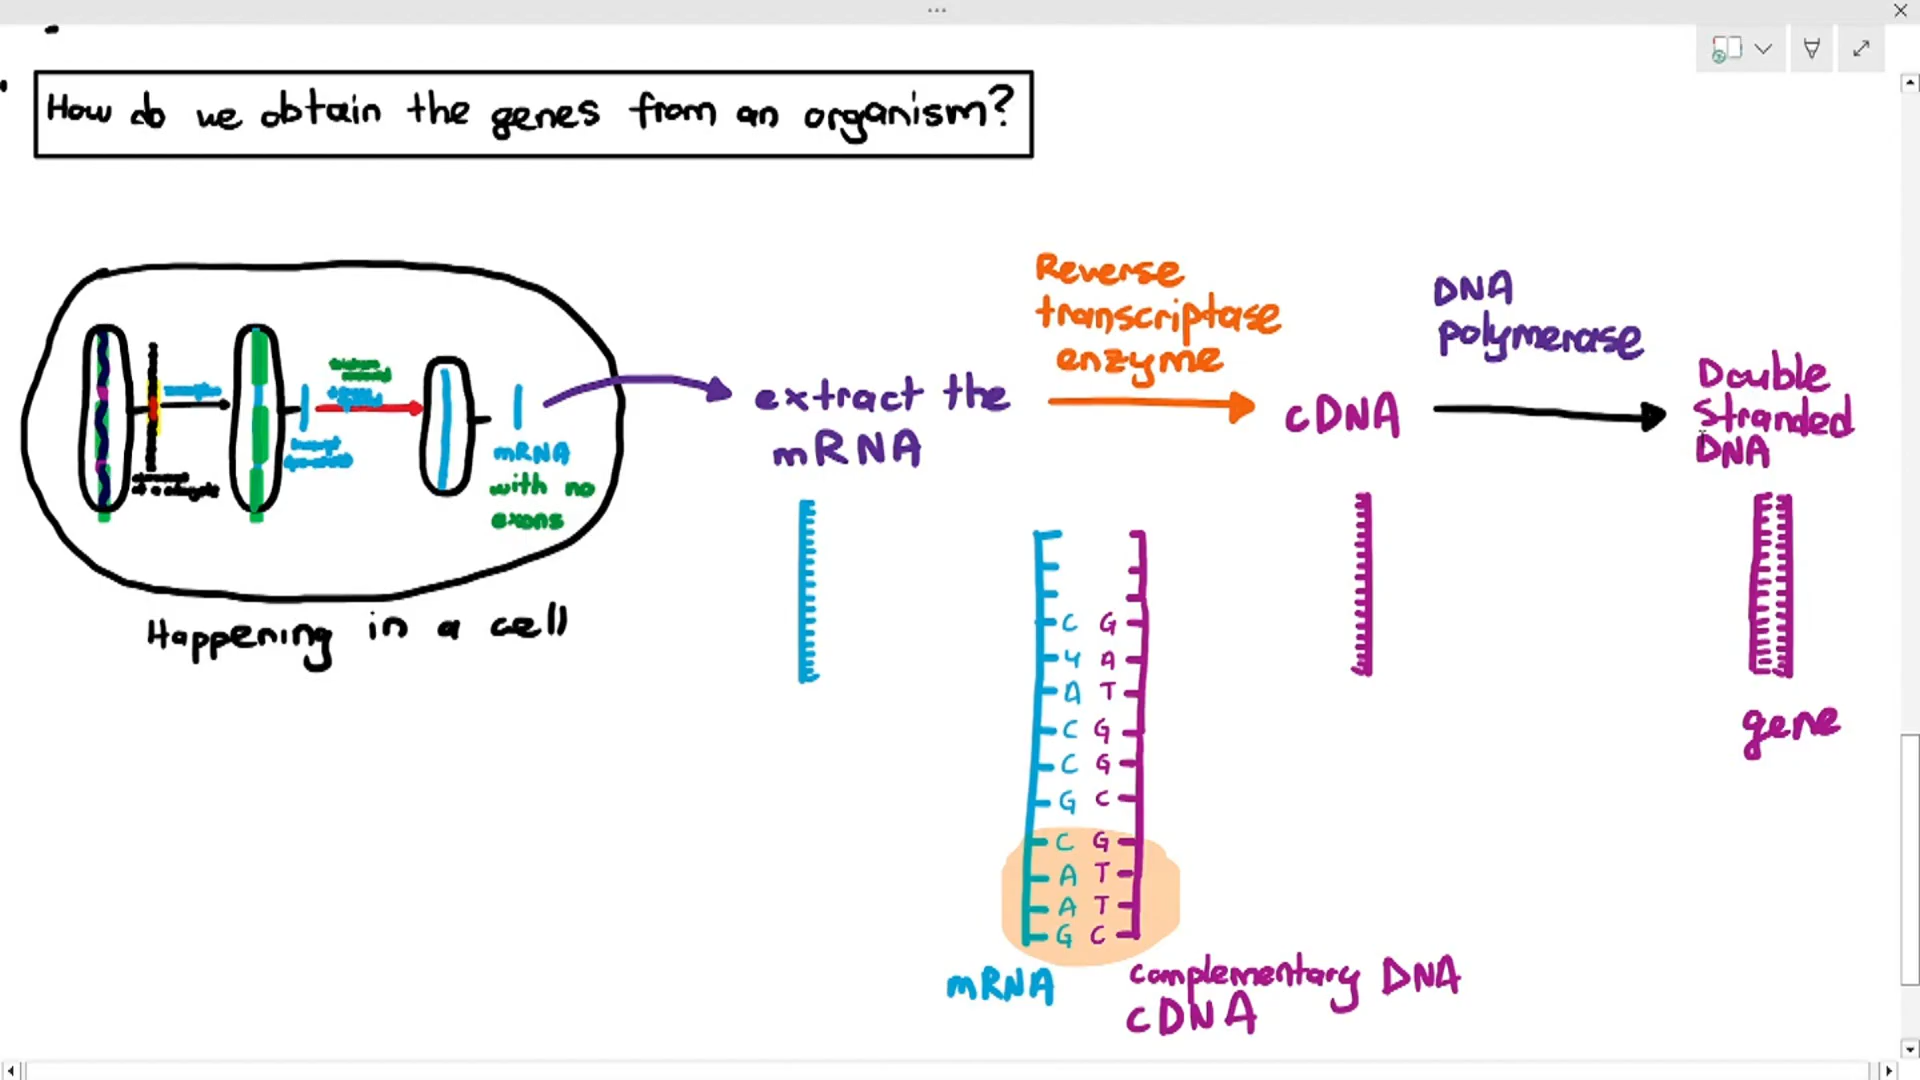 How do we obtain the genes from an organism?
Reverse
transcriptase
enzyme
DNA
polymerase
extract the
mRNA
cDNA
Double
Stranded
DNA
mRNA
with no
exons
Happening in a cell
C G
U A
A T
C G
C G
G C
C G
A T
A T
G C
gene
mRNA
complementary DNA
cDNA